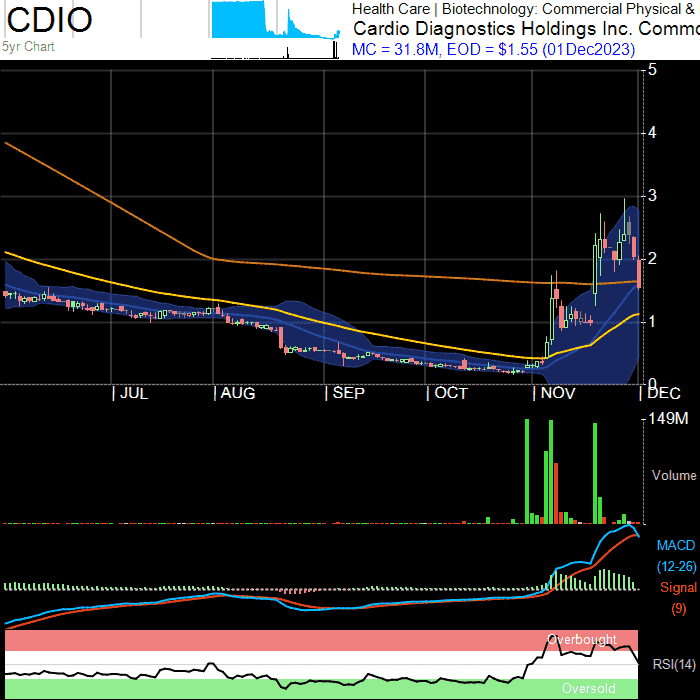 CDIO
5yr Chart
Health Care | Biotechnology: Commercial Physical &
Cardio Diagnostics Holdings Inc. Commo
MC = 31.8M, EOD = $1.55 (01Dec2023)
5
4
3
2
1
0
JUL
AUG
SEP
OCT
NOV
DEC
149M
Volume
MACD
(12-26)
Signal
(9)
Overbought
RSI(14)
Oversold